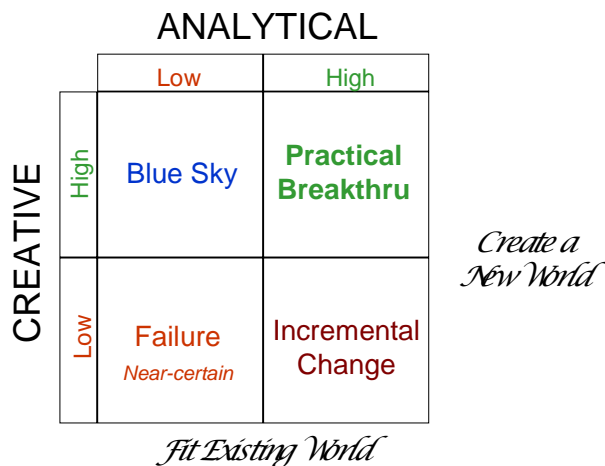 ANALYTICAL
Low
High
CREATIVE
High
Blue Sky
Practical
Breakthru
Create a
New World
Low
Failure
Near-certain
Incremental
Change
Fit Existing World